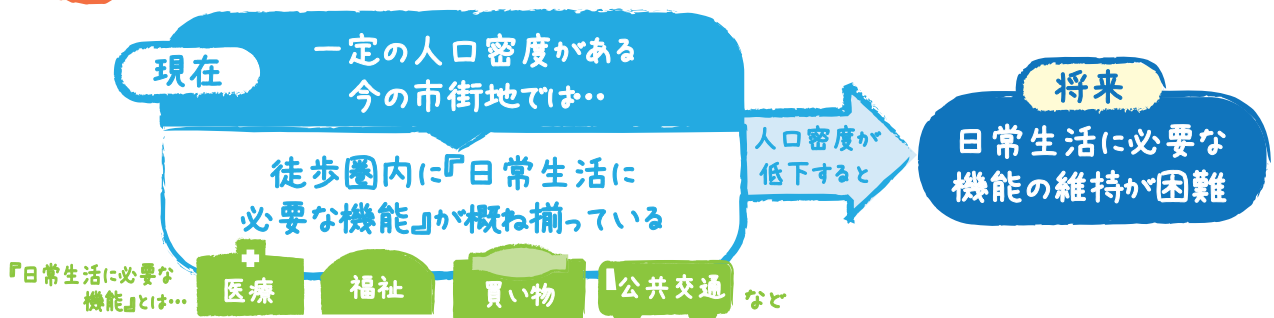 現在
一定の人口密度がある
今の市街地では…
徒歩圏内に『日常生活に
必要な機能』が概ね揃っている
『日常生活に必要な
機能』とは…
医療
福祉
買い物
公共交通
など
人口密度が
低下すると
将来
日常生活に必要な
機能の維持が困難